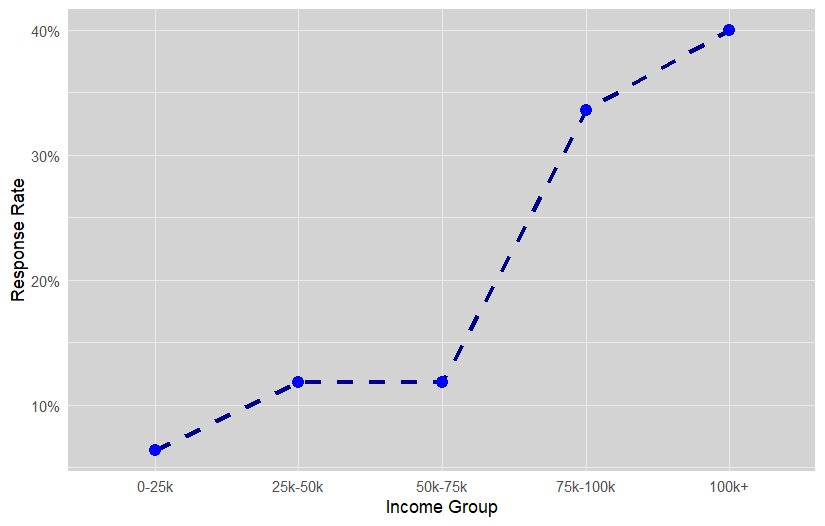 40%
30%
20%
10%
Response Rate
0-25k 25k-50k 50k-75k 75k-100k 100k+
Income Group